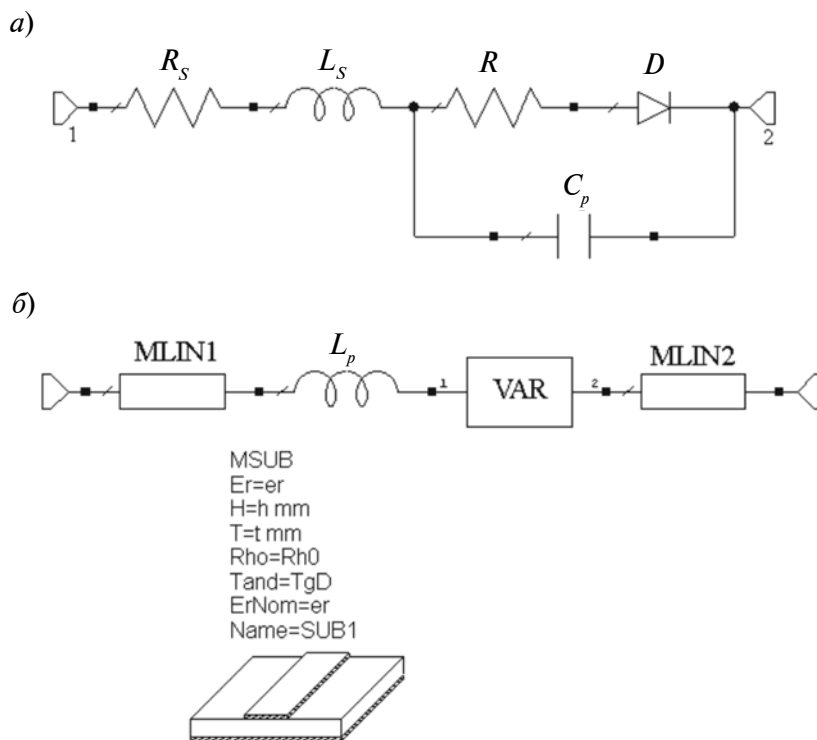 а)
R_S L_S R D
1 2
C_p
б)
MLIN1 L_p VAR MLIN2
1 2
MSUB
Er=er
H=h mm
T=t mm
Rho=Rh0
Tand=TgD
ErNom=er
Name=SUB1